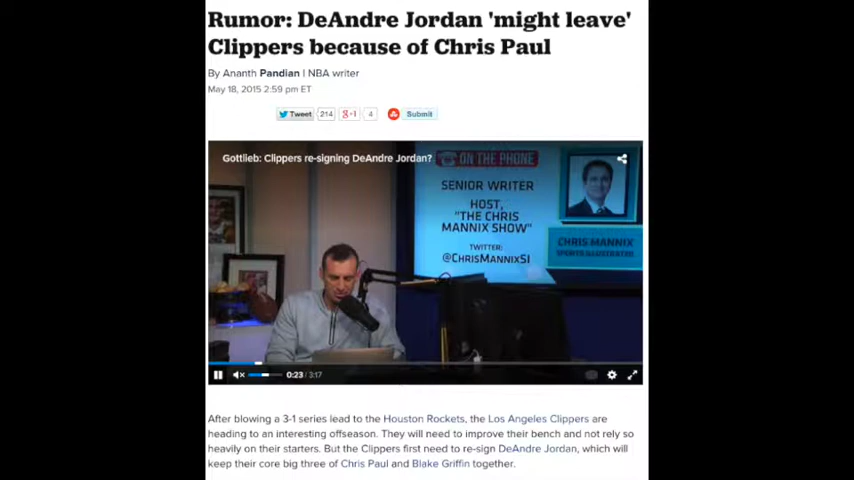 Rumor: DeAndre Jordan 'might leave'
Clippers because of Chris Paul
By Ananth Pandian | NBA writer
May 18, 2015 2:59 pm ET
Tweet 214 g+1 4 Submit
Gottlieb: Clippers re-signing DeAndre Jordan?
ON THE PHONE
SENIOR WRITER
HOST,
"THE CHRIS
MANNIX SHOW"
TWITTER:
@CHRISMANNIXSI
CHRIS MANNIX
SPORTS ILLUSTRATED
0:23 / 3:17
After blowing a 3-1 series lead to the Houston Rockets, the Los Angeles Clippers are
heading to an interesting offseason. They will need to improve their bench and not rely so
heavily on their starters. But the Clippers first need to re-sign DeAndre Jordan, which will
keep their core big three of Chris Paul and Blake Griffin together.